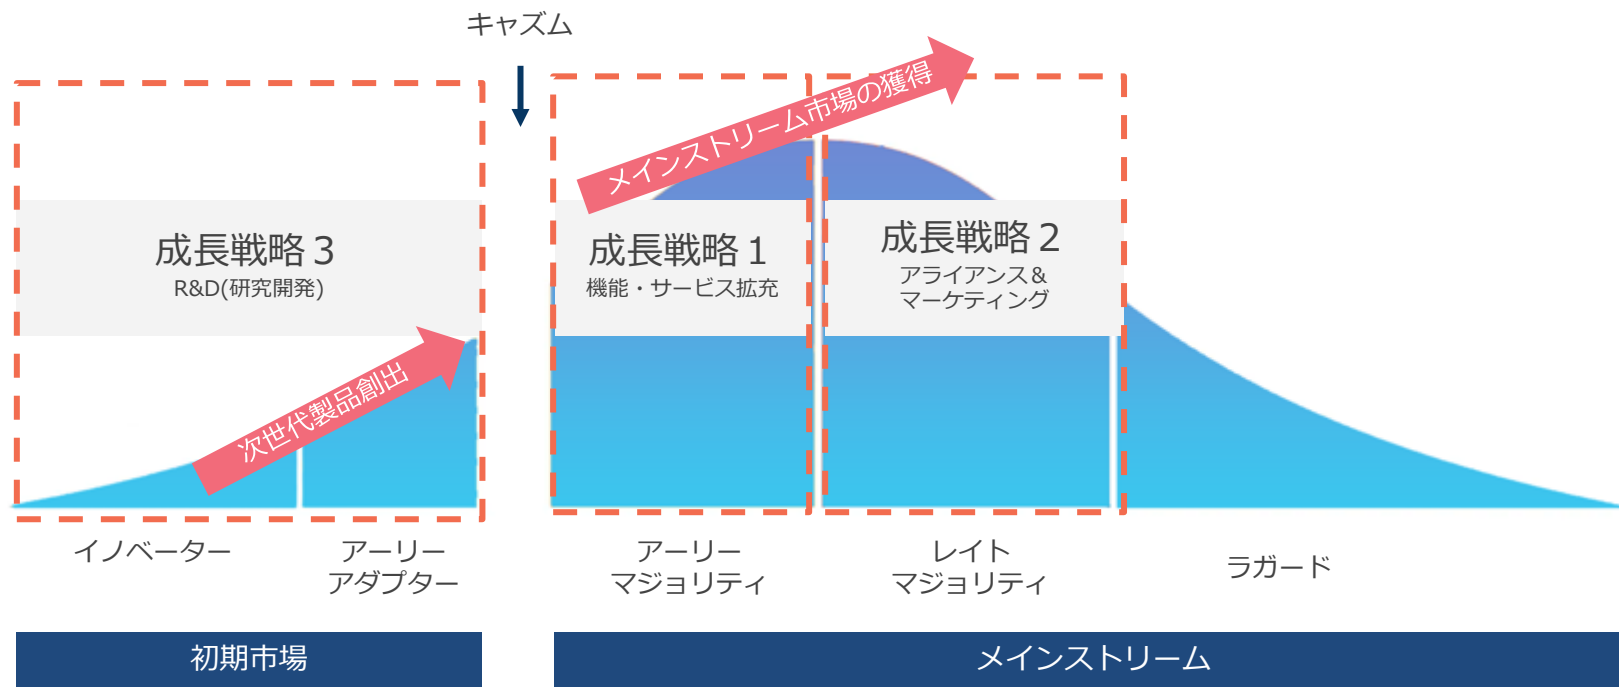 キャズム
メインストリーム市場の獲得
成長戦略３
R&D(研究開発)
成長戦略１
機能・サービス拡充
成長戦略２
アライアンス＆
マーケティング
次世代製品創出
イノベーター
アーリー
アダプター
アーリー
マジョリティ
レイト
マジョリティ
ラガード
初期市場
メインストリーム